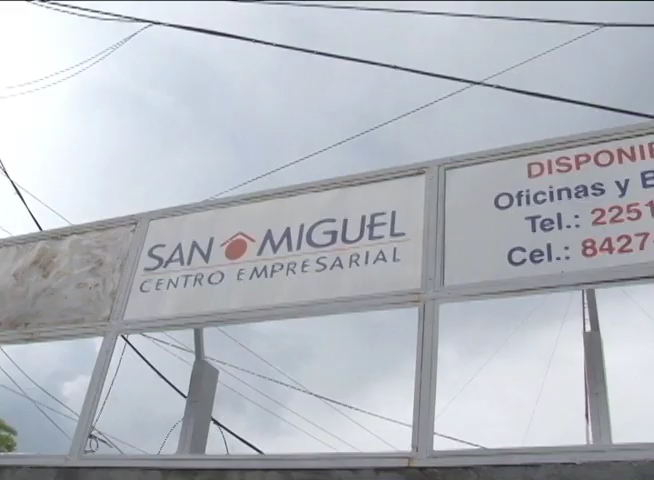 SAN MIGUEL
CENTRO EMPRESARIAL
Oficinas y
Tel.: 2251
Cel.: 8427